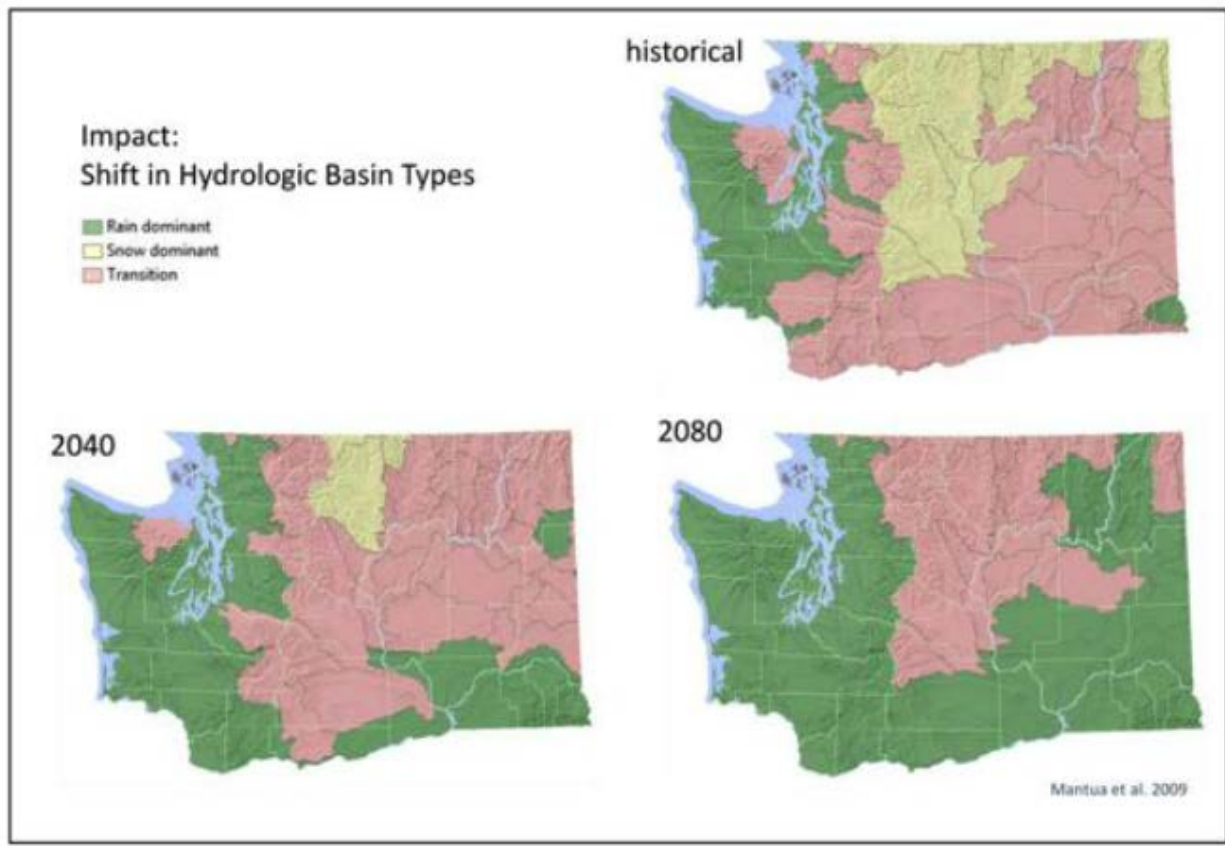 historical
Impact:
Shift in Hydrologic Basin Types
Rain dominant
Snow dominant
Transition
2040
2080
Mantua et al. 2009